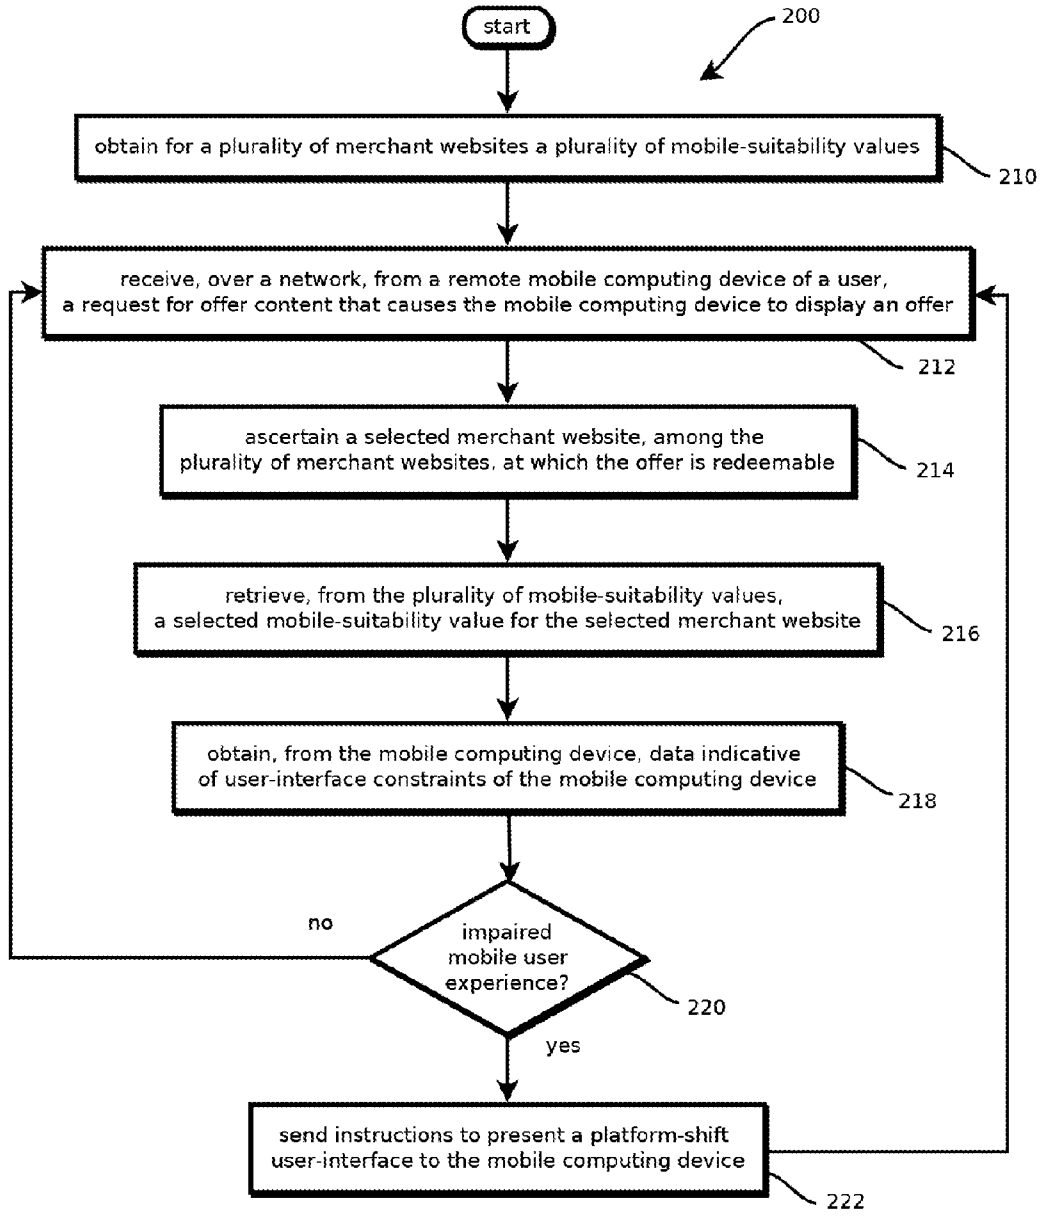 start
200
obtain for a plurality of merchant websites a plurality of mobile-suitability values
210
receive, over a network, from a remote mobile computing device of a user,
a request for offer content that causes the mobile computing device to display an offer
212
ascertain a selected merchant website, among the
plurality of merchant websites, at which the offer is redeemable
214
retrieve, from the plurality of mobile-suitability values,
a selected mobile-suitability value for the selected merchant website
216
obtain, from the mobile computing device, data indicative
of user-interface constraints of the mobile computing device
218
no
impaired
mobile user
experience?
220
yes
send instructions to present a platform-shift
user-interface to the mobile computing device
222